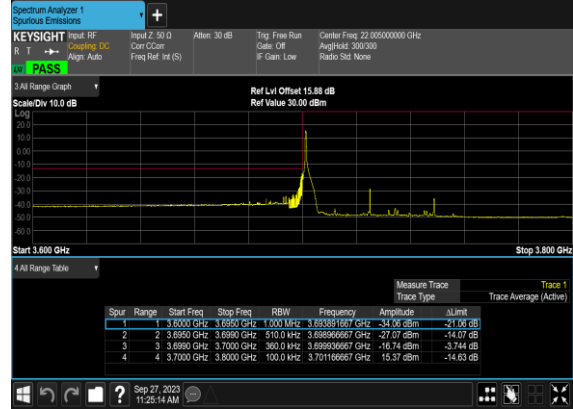 Spectrum Analyzer 1
Spurious Emissions
+
KEYSIGHT Input: RF Input Z: 50 Ω Atten: 30 dB Trig: Free Run Center Freq: 22.005000000 GHz
R T Coupling: DC Corr CCorr Gate: Off Avg|Hold: 300/300
Align: Auto Freq Ref: Int (S) IF Gain: Low Radio Std: None
PASS
3 All Range Graph
Ref Lvl Offset 15.88 dB
Scale/Div 10.0 dB Ref Value 30.00 dBm
Log
20.0
10.0
0.00
-10.0
-20.0
-30.0
-40.0
-50.0
-60.0
Start 3.600 GHz Stop 3.800 GHz
4 All Range Table
Measure Trace Trace 1
Trace Type Trace Average (Active)
Spur Range Start Freq Stop Freq RBW Frequency Amplitude ΔLimit
1 1 3.6000 GHz 3.6950 GHz 1.000 MHz 3.693891667 GHz -34.06 dBm -21.06 dB
2 2 3.6950 GHz 3.6990 GHz 510.0 kHz 3.698966667 GHz -27.07 dBm -14.07 dB
3 3 3.6990 GHz 3.7000 GHz 360.0 kHz 3.699936667 GHz -16.74 dBm -3.744 dB
4 4 3.7000 GHz 3.8000 GHz 100.0 kHz 3.701166667 GHz 15.37 dBm -14.63 dB
? Sep 27, 2023
11:25:14 AM